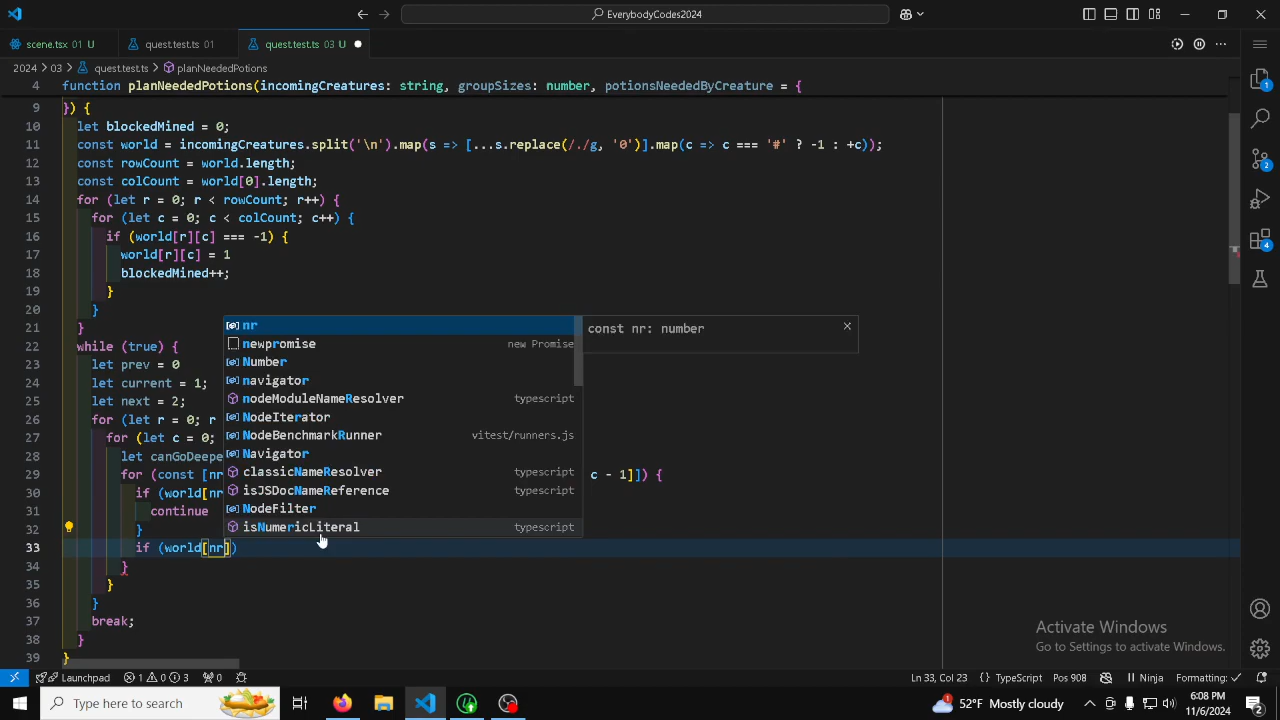 EverybodyCodes2024
scene.tsx 01 U
quest.test.ts 01
quest.test.ts 03 U
2024 > 03 > quest.test.ts > planNeededPotions
4 function planNeededPotions(incomingCreatures: string, groupSizes: number, potionsNeededByCreature = {
9 }) {
10 let blockedMined = 0;
11 const world = incomingCreatures.split('\n').map(s => [...s.replace(/./g, '0')].map(c => c === '#' ? -1 : +c));
12 const rowCount = world.length;
13 const colCount = world[0].length;
14 for (let r = 0; r < rowCount; r++) {
15 for (let c = 0; c < colCount; c++) {
16 if (world[r][c] === -1) {
17 world[r][c] = 1
18 blockedMined++;
19 }
20 }
21 }
22 while (true) {
23 let prev = 0
24 let current = 1;
25 let next = 2;
26 for (let r = 0; r
27 for (let c = 0;
28 let canGoDeepe
29 for (const [nr c - 1]]) {
30 if (world[nr
31 continue
32 }
33 if (world[nr])
34 }
35 }
36 }
37 break;
38 }
39 }
nr
newpromise new Promise
Number
navigator
nodeModuleNameResolver typescript
NodeIterator
NodeBenchmarkRunner vitest/runners.js
Navigator
classicNameResolver typescript
isJSDocNameReference typescript
NodeFilter
isNumericLiteral typescript
const nr: number
1
2
4
Activate Windows
Go to Settings to activate Windows.
Launchpad 1 0 3 0
Ln 33, Col 23 {} TypeScript Pos 908 Ninja Formatting:
Type here to search
52°F Mostly cloudy
6:08 PM
11/6/2024
2